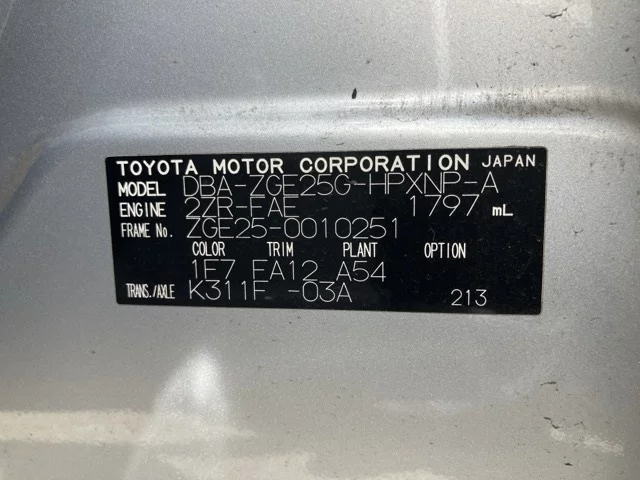 TOYOTA MOTOR CORPORATION JAPAN
MODEL DBA-ZGE25G-HPXNP-A
ENGINE 2ZR-FAE 1797 mL
FRAME No. ZGE25-0010251
COLOR TRIM PLANT OPTION
1F7 FA12 A54
TRANS./AXLE K311F -03A 213